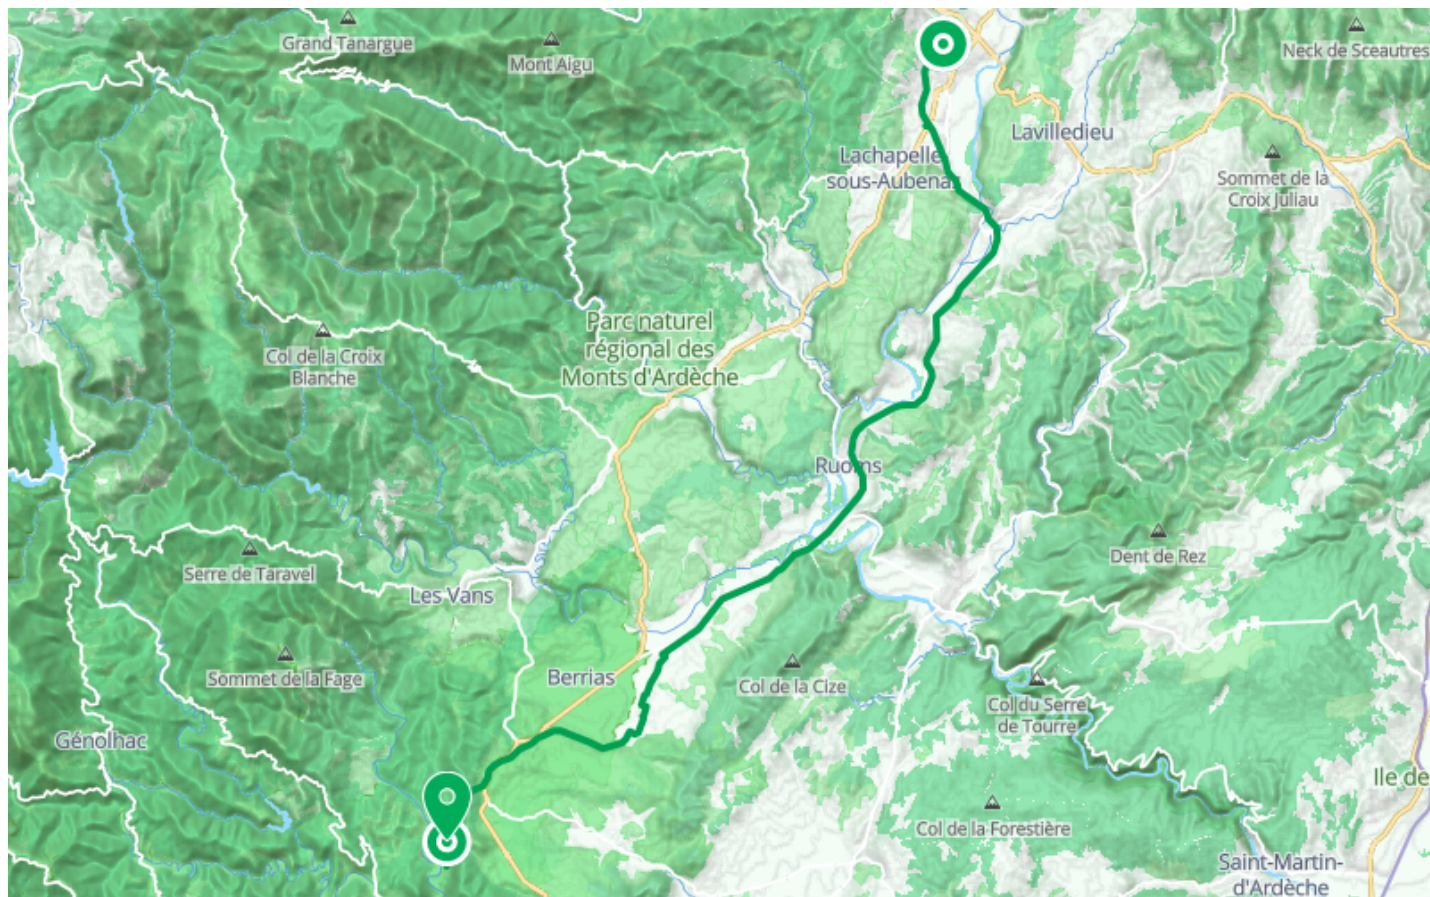 Grand Tanargue
Mont Aigu
Neck de Sceautres
Lavilledieu
Lachapelle-
sous-Aubenas
Sommet de la
Croix Juliau
Parc naturel
régional des
Monts d'Ardèche
Col de la Croix
Blanche
Ruoms
Dent de Rez
Serre de Taravel
Les Vans
Sommet de la Fage
Berrias
Col de la Cize
Col du Serre
de Tourre
Génolhac
Ile de
Col de la Forestière
Saint-Martin-
d'Ardèche